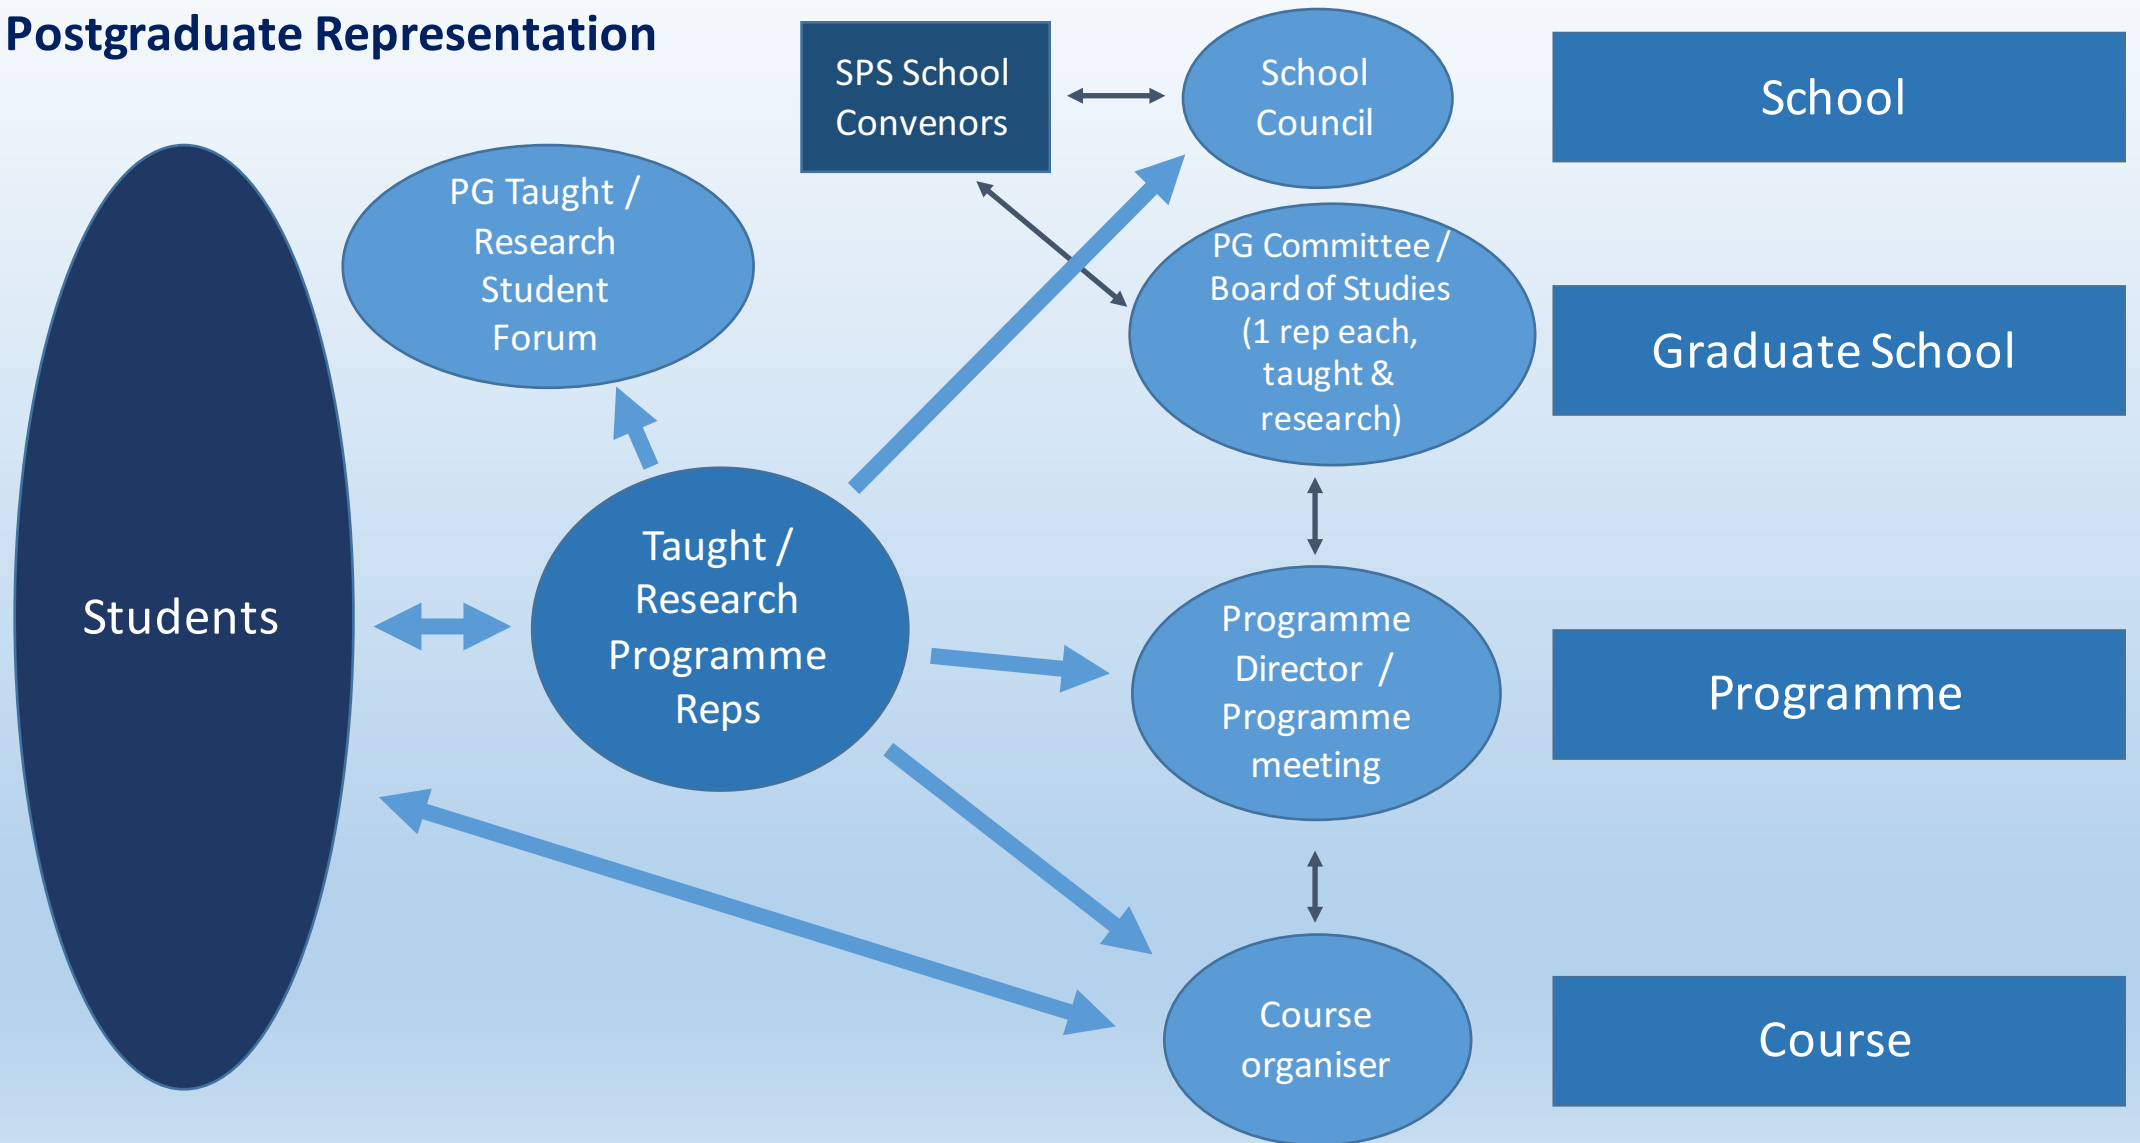 Postgraduate Representation
SPS School
Convenors
School
Council
School
PG Taught /
Research
Student
Forum
PG Committee /
Board of Studies
(1 rep each,
taught &
research)
Graduate School
Students
Taught /
Research
Programme
Reps
Programme
Director /
Programme
meeting
Programme
Course
organiser
Course